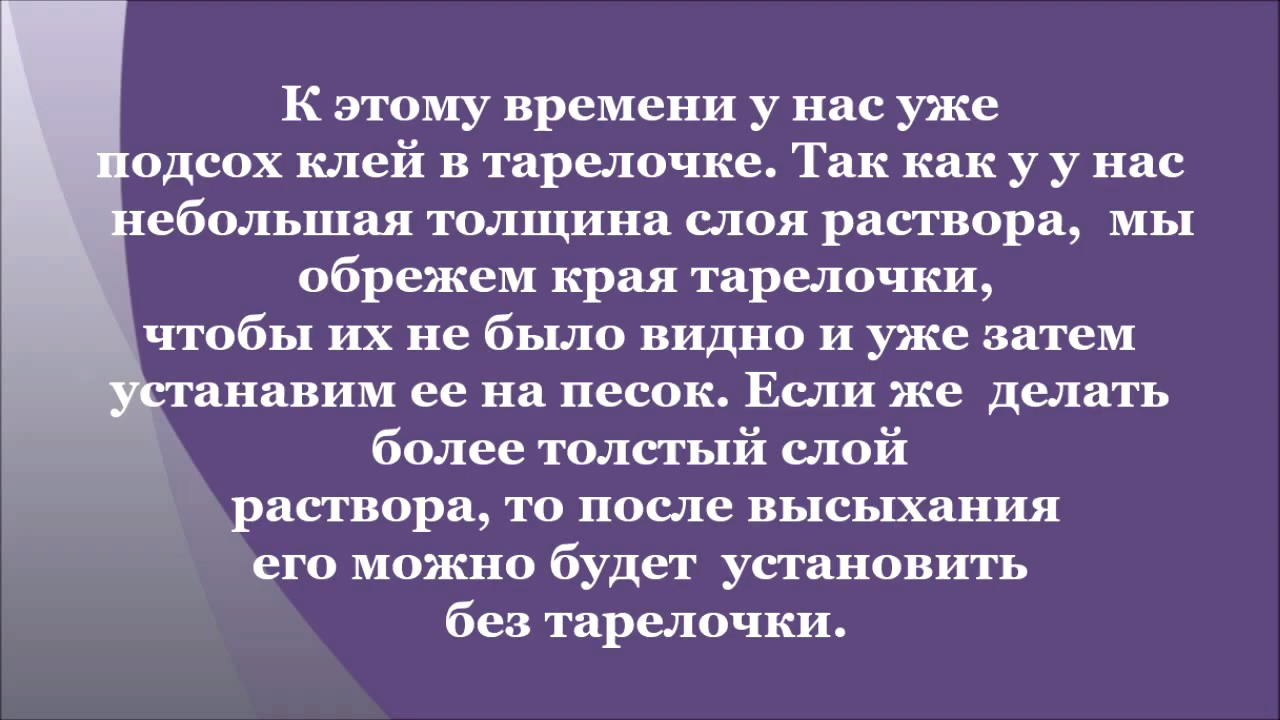 К этому времени у нас уже
подсох клей в тарелочке. Так как у у нас
небольшая толщина слоя раствора, мы
обрежем края тарелочки,
чтобы их не было видно и уже затем
устанавим ее на песок. Если же делать
более толстый слой
раствора, то после высыхания
его можно будет установить
без тарелочки.